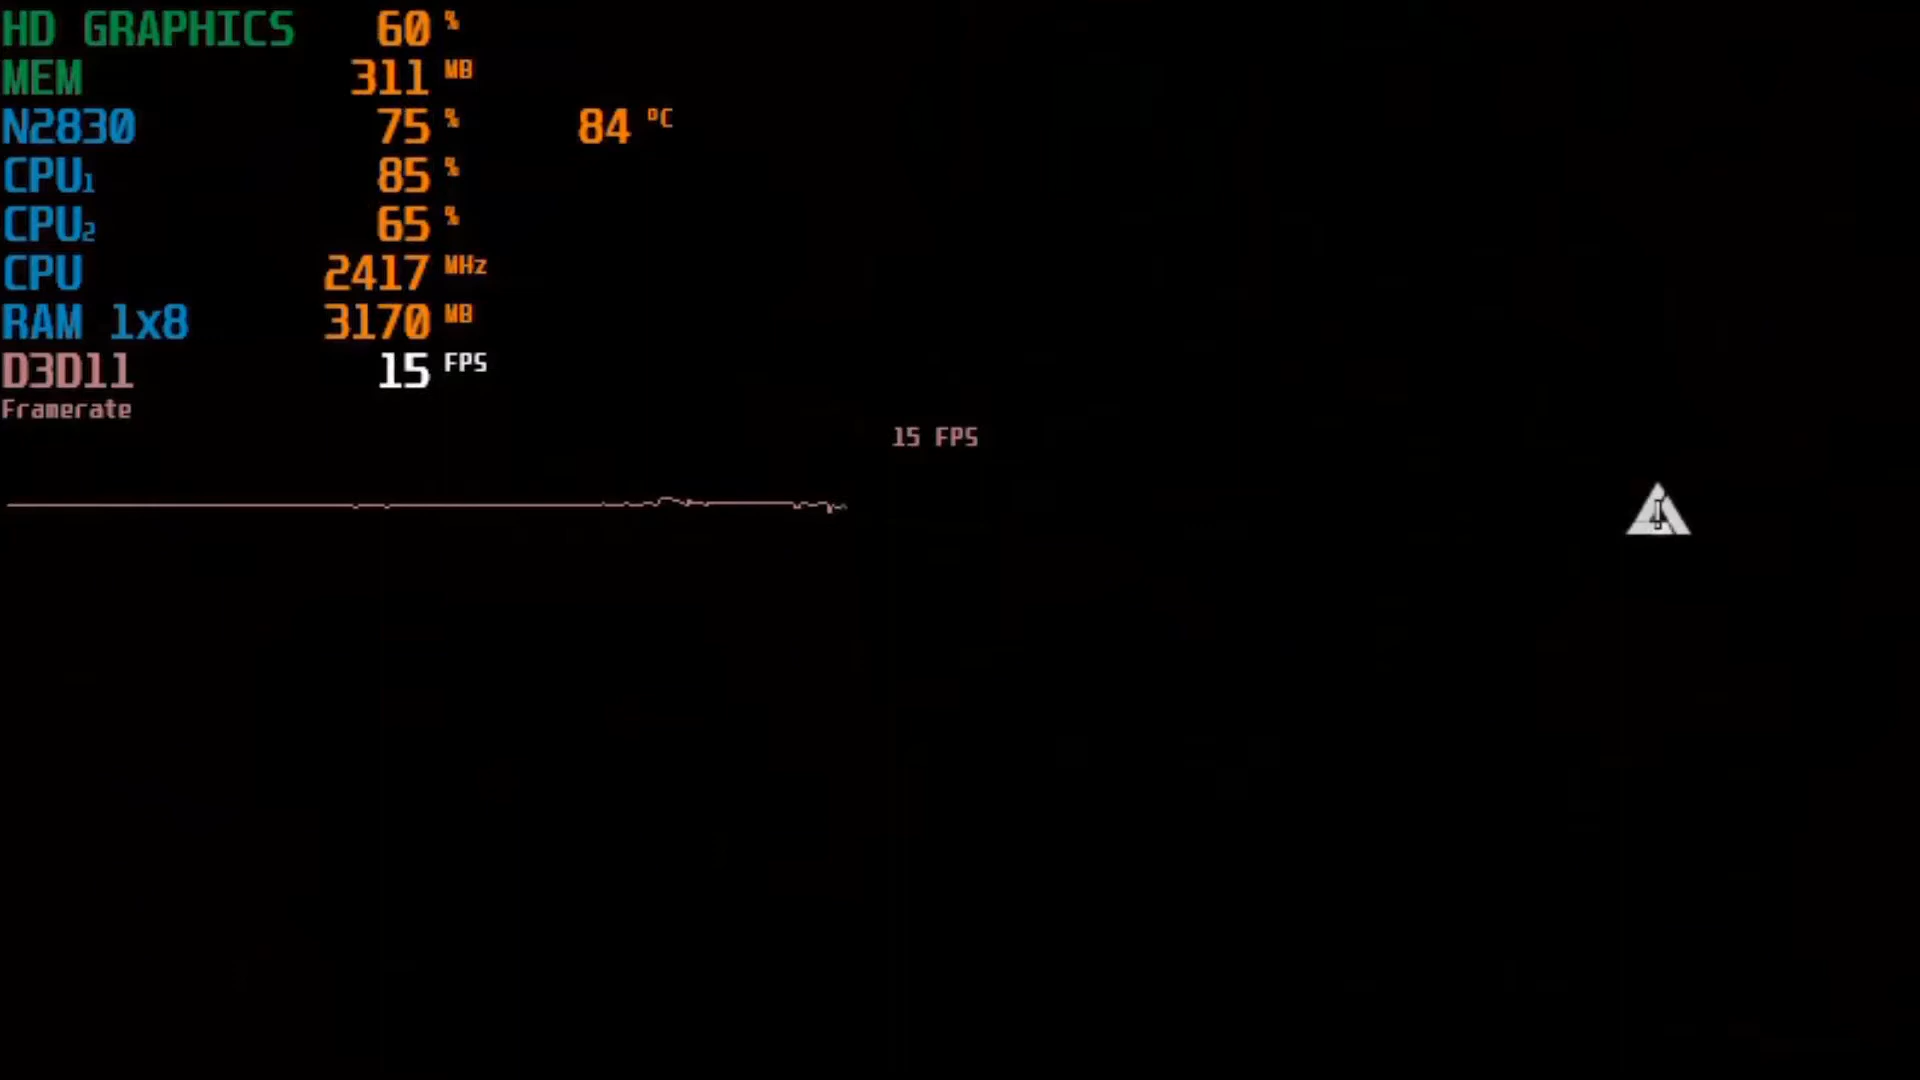 HD GRAPHICS 60 %
MEM 311 MB
N2830 75 % 84 °C
CPU1 85 %
CPU2 65 %
CPU 2417 MHz
RAM 1x8 3170 MB
D3D11 15 FPS
Framerate
15 FPS